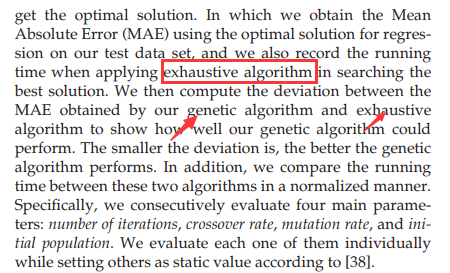 get the optimal solution. In which we obtain the Mean
Absolute Error (MAE) using the optimal solution for regres-
sion on our test data set, and we also record the running
time when applying exhaustive algorithm in searching the
best solution. We then compute the deviation between the
MAE obtained by our genetic algorithm and exhaustive
algorithm to show how well our genetic algorithm could
perform. The smaller the deviation is, the better the genetic
algorithm performs. In addition, we compare the running
time between these two algorithms in a normalized manner.
Specifically, we consecutively evaluate four main parame-
ters: number of iterations, crossover rate, mutation rate, and ini-
tial population. We evaluate each one of them individually
while setting others as static value according to [38].